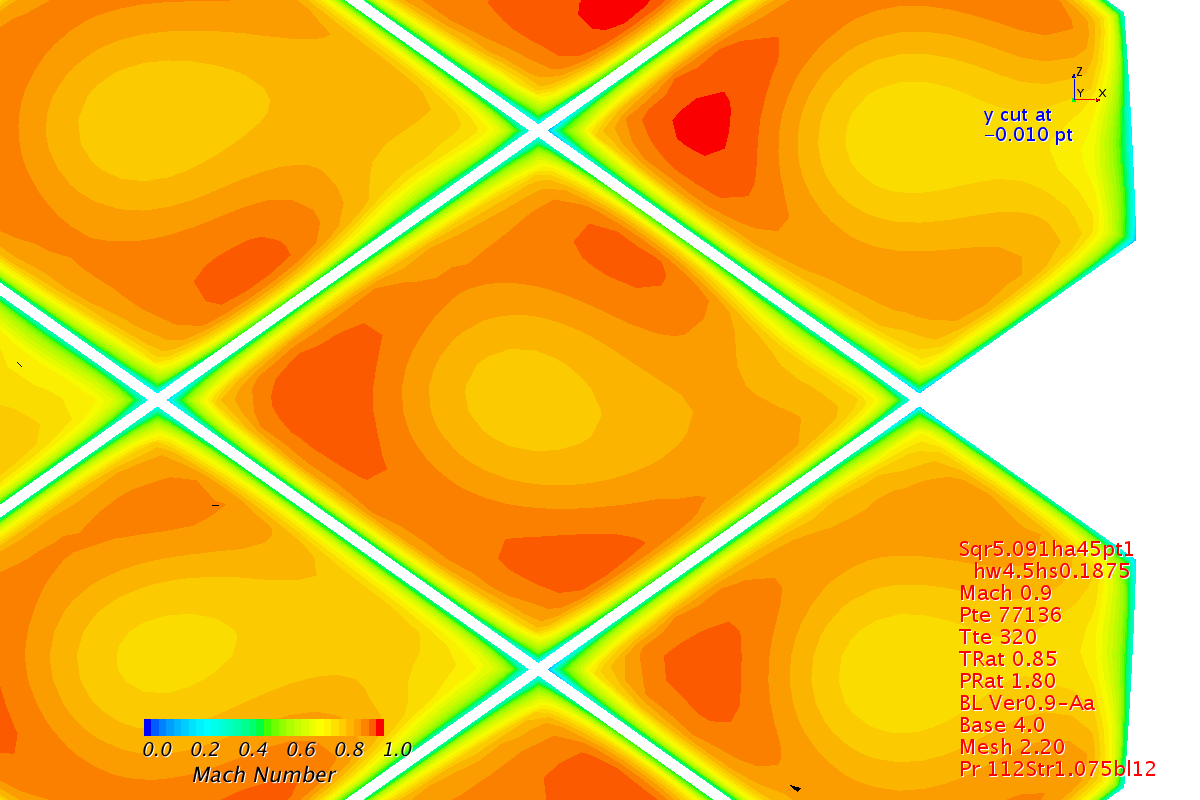 Z
Y X
y cut at
−0.010 pt
Sqr5.091ha45pt1
hw4.5hs0.1875
Mach 0.9
Pte 77136
Tte 320
TRat 0.85
PRat 1.80
BL Ver0.9−Aa
Base 4.0
Mesh 2.20
Pr 112Str1.075bl12
0.0 0.2 0.4 0.6 0.8 1.0
Mach Number